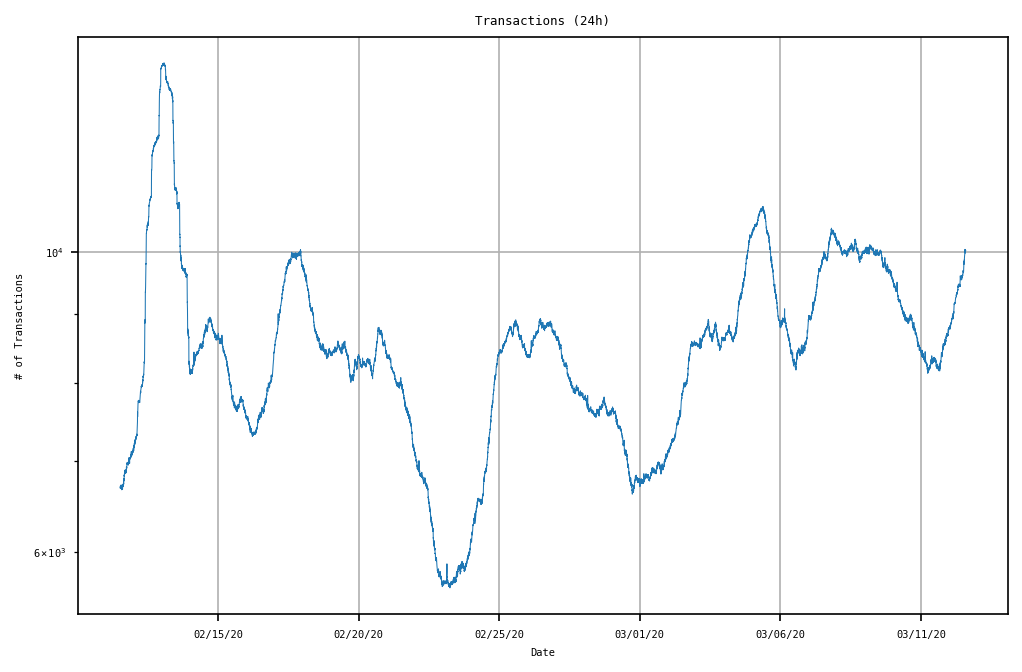 Transactions (24h)
# of Transactions
10⁴
6×10³
02/15/20 02/20/20 02/25/20 03/01/20 03/06/20 03/11/20
Date